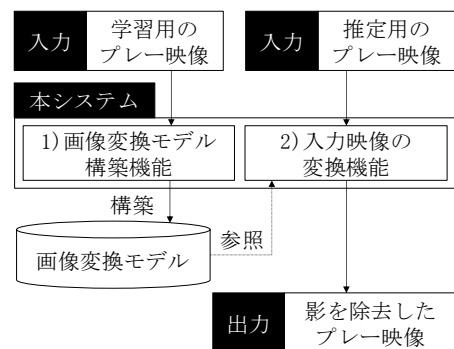 入力
学習用の
プレー映像
入力
推定用の
プレー映像
本システム
1)画像変換モデル
構築機能
2)入力映像の
変換機能
構築
参照
画像変換モデル
出力
影を除去した
プレー映像